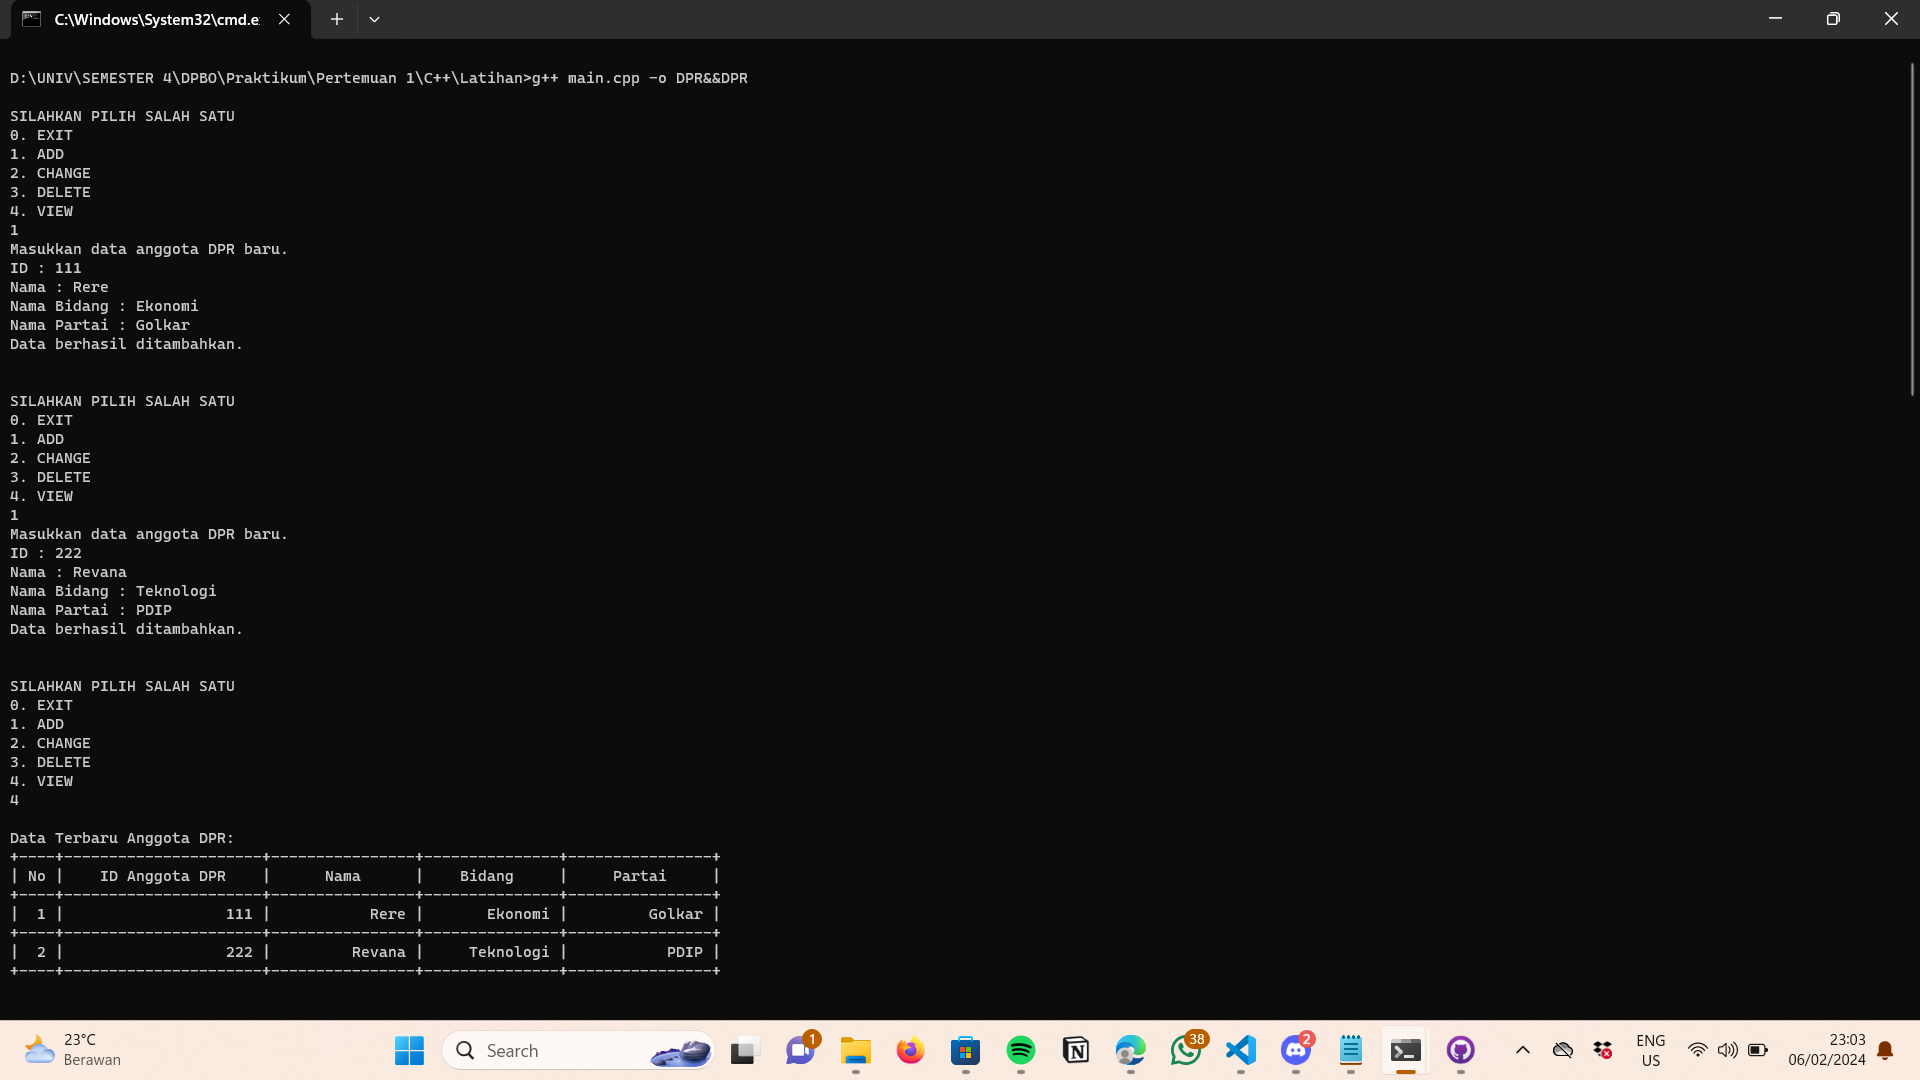 C:\Windows\System32\cmd.e
D:\UNIV\SEMESTER 4\DPBO\Praktikum\Pertemuan 1\C++\Latihan>g++ main.cpp -o DPR&&DPR
SILAHKAN PILIH SALAH SATU
0. EXIT
1. ADD
2. CHANGE
3. DELETE
4. VIEW
1
Masukkan data anggota DPR baru.
ID : 111
Nama : Rere
Nama Bidang : Ekonomi
Nama Partai : Golkar
Data berhasil ditambahkan.
SILAHKAN PILIH SALAH SATU
0. EXIT
1. ADD
2. CHANGE
3. DELETE
4. VIEW
1
Masukkan data anggota DPR baru.
ID : 222
Nama : Revana
Nama Bidang : Teknologi
Nama Partai : PDIP
Data berhasil ditambahkan.
SILAHKAN PILIH SALAH SATU
0. EXIT
1. ADD
2. CHANGE
3. DELETE
4. VIEW
4
Data Terbaru Anggota DPR:
+----+----------------------+----------------+---------------+----------------+
| No |    ID Anggota DPR    |      Nama      |    Bidang     |     Partai     |
+----+----------------------+----------------+---------------+----------------+
|  1 |                  111 |           Rere |       Ekonomi |         Golkar |
+----+----------------------+----------------+---------------+----------------+
|  2 |                  222 |         Revana |     Teknologi |           PDIP |
+----+----------------------+----------------+---------------+----------------+
23°C
Berawan
Search
1
38
2
ENG
US
23:03
06/02/2024